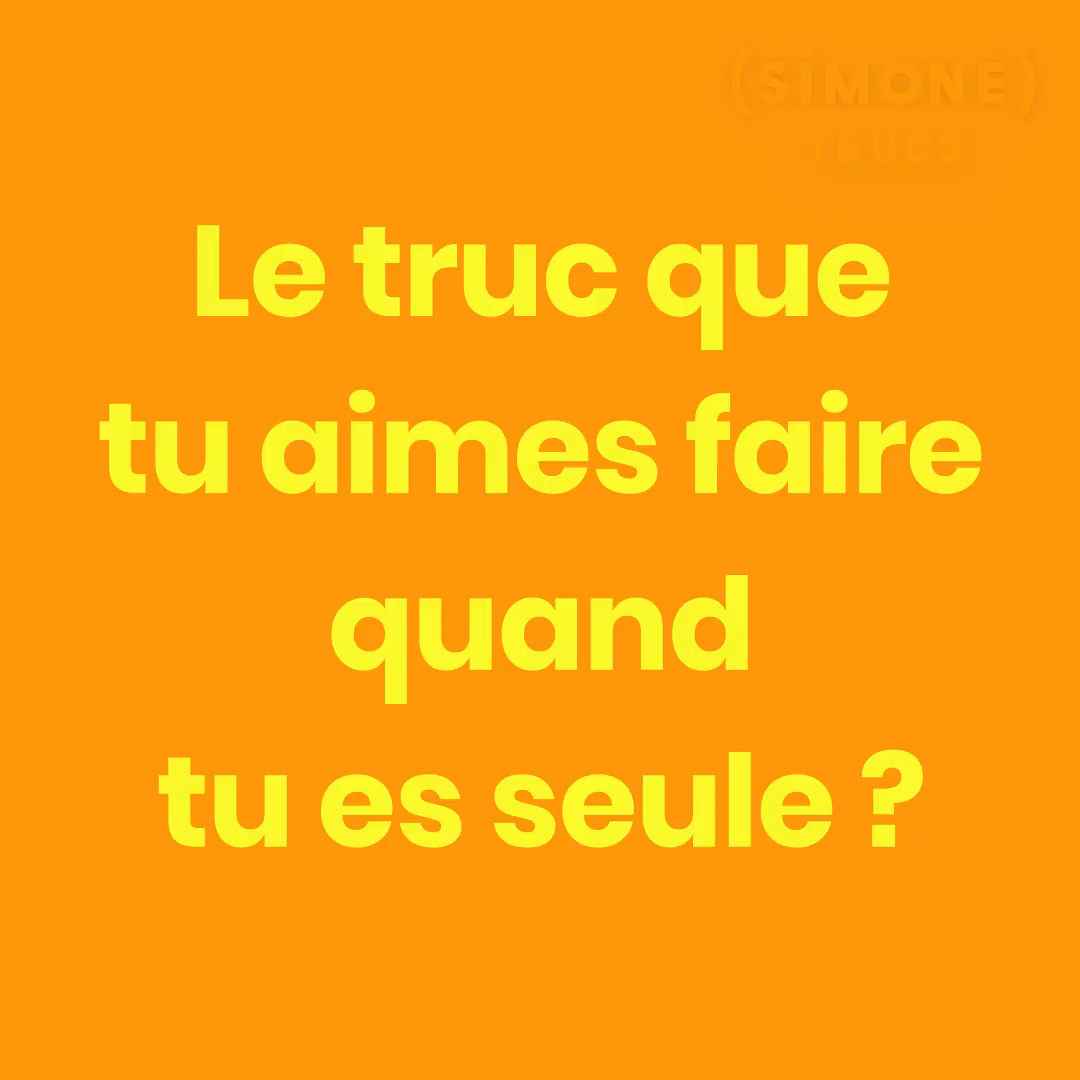 (SIMONE)
Le truc que
tu aimes faire
quand
tu es seule ?